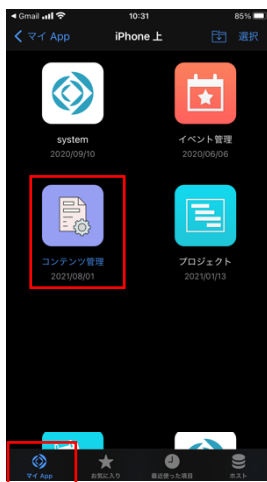 Gmail 10:31 85%
マイ App iPhone 上 選択
system イベント管理
2020/09/10 2020/06/06
コンテンツ管理 プロジェクト
2021/08/01 2021/01/13
マイ App お気に入り 最近使った項目 ホスト